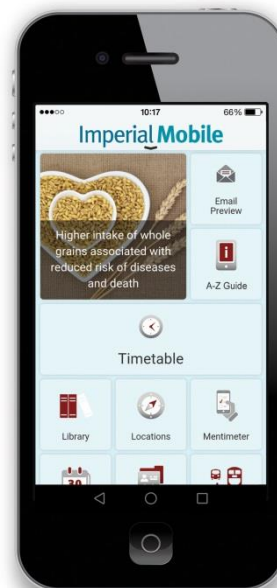 10:17
66%
Imperial Mobile
Higher intake of whole
grains associated with
reduced risk of diseases
and death
Email
Preview
A-Z Guide
Timetable
Library
Locations
Mentimeter
30